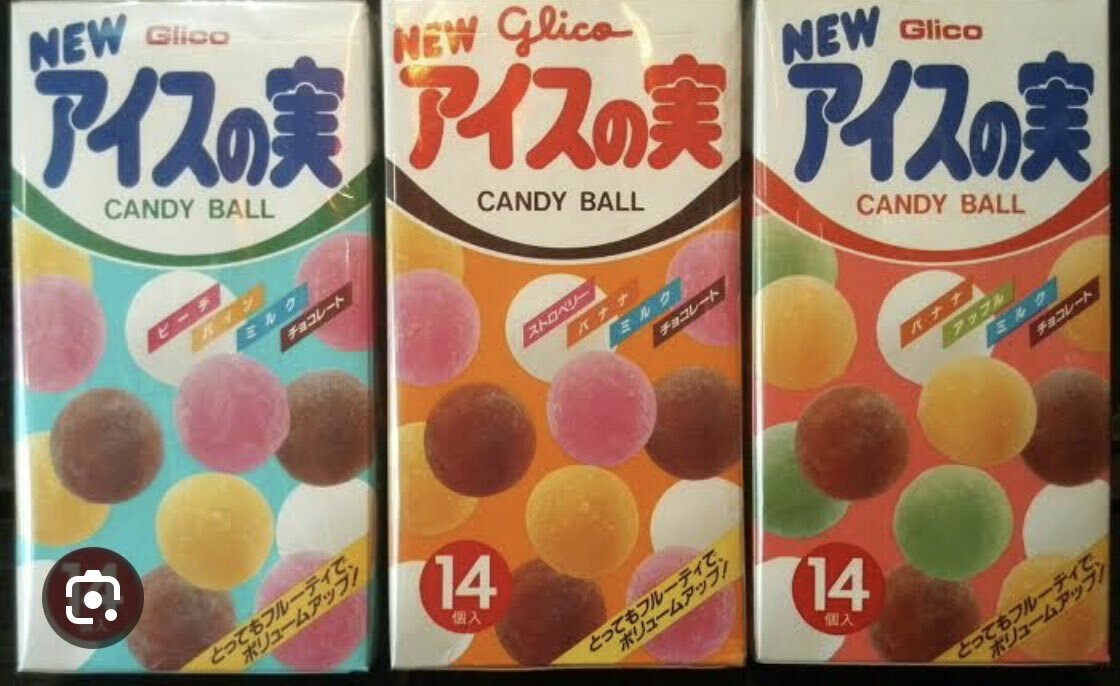 NEW Glico
アイスの実
CANDY BALL
ピーチ
パイン
ミルク
チョコレート
とってもフルーティで
ボリュームアップ!
NEW Glico
アイスの実
CANDY BALL
ストロベリー
バナナ
ミルク
チョコレート
14
個入
とってもフルーティで
ボリュームアップ!
NEW Glico
アイスの実
CANDY BALL
バナナ
アップル
ミルク
チョコレート
14
個入
とってもフルーティで
ボリュームアップ!